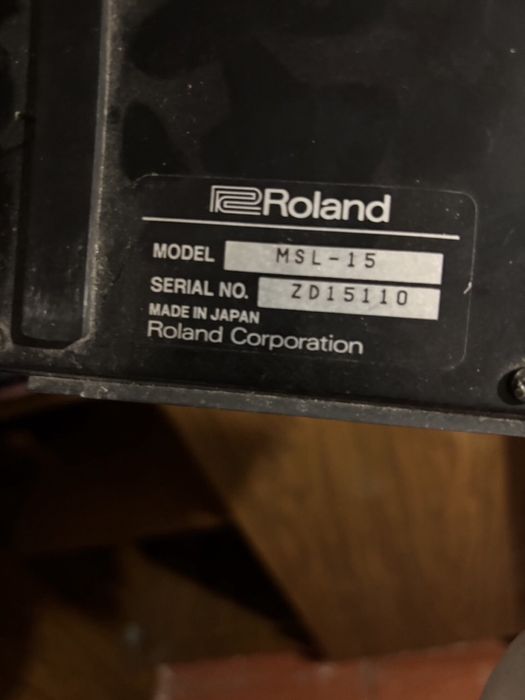 Roland
MODEL MSL-15
SERIAL NO. ZD15110
MADE IN JAPAN
Roland Corporation